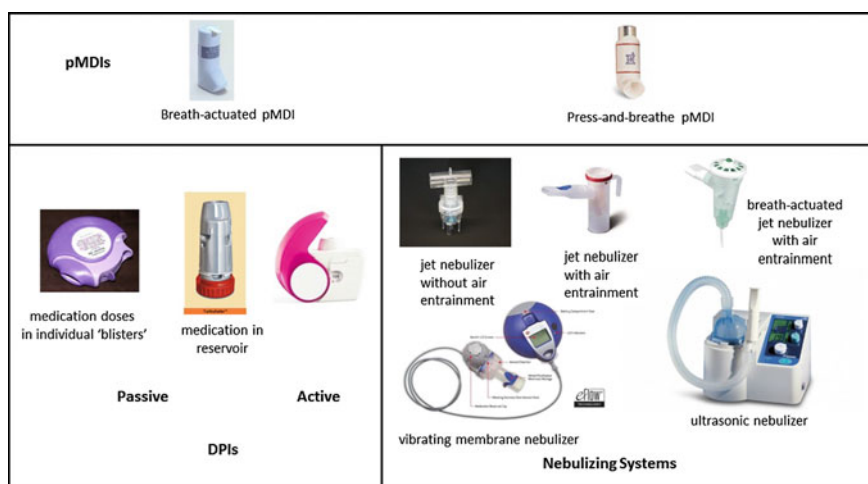 pMDIs
Breath-actuated pMDI
Press-and-breathe pMDI
medication doses
in individual 'blisters'
medication in
reservoir
Passive
Active
DPIs
jet nebulizer
without air
entrainment
jet nebulizer
with air
entrainment
breath-actuated
jet nebulizer
with air
entrainment
vibrating membrane nebulizer
eFlow
TECHNOLOGY
ultrasonic nebulizer
Nebulizing Systems